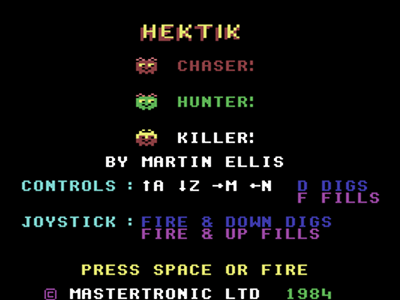 HEKTIK
CHASER!
HUNTER!
KILLER!
BY MARTIN ELLIS
CONTROLS : ↑A ↓Z →M ←N D DIGS
F FILLS
JOYSTICK : FIRE & DOWN DIGS
FIRE & UP FILLS
PRESS SPACE OR FIRE
© MASTERTRONIC LTD 1984